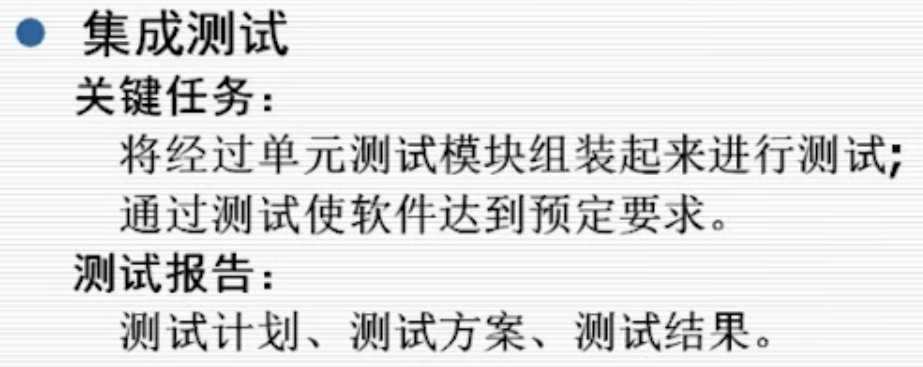 集成测试
关键任务：
将经过单元测试模块组装起来进行测试;
通过测试使软件达到预定要求。
测试报告：
测试计划、测试方案、测试结果。